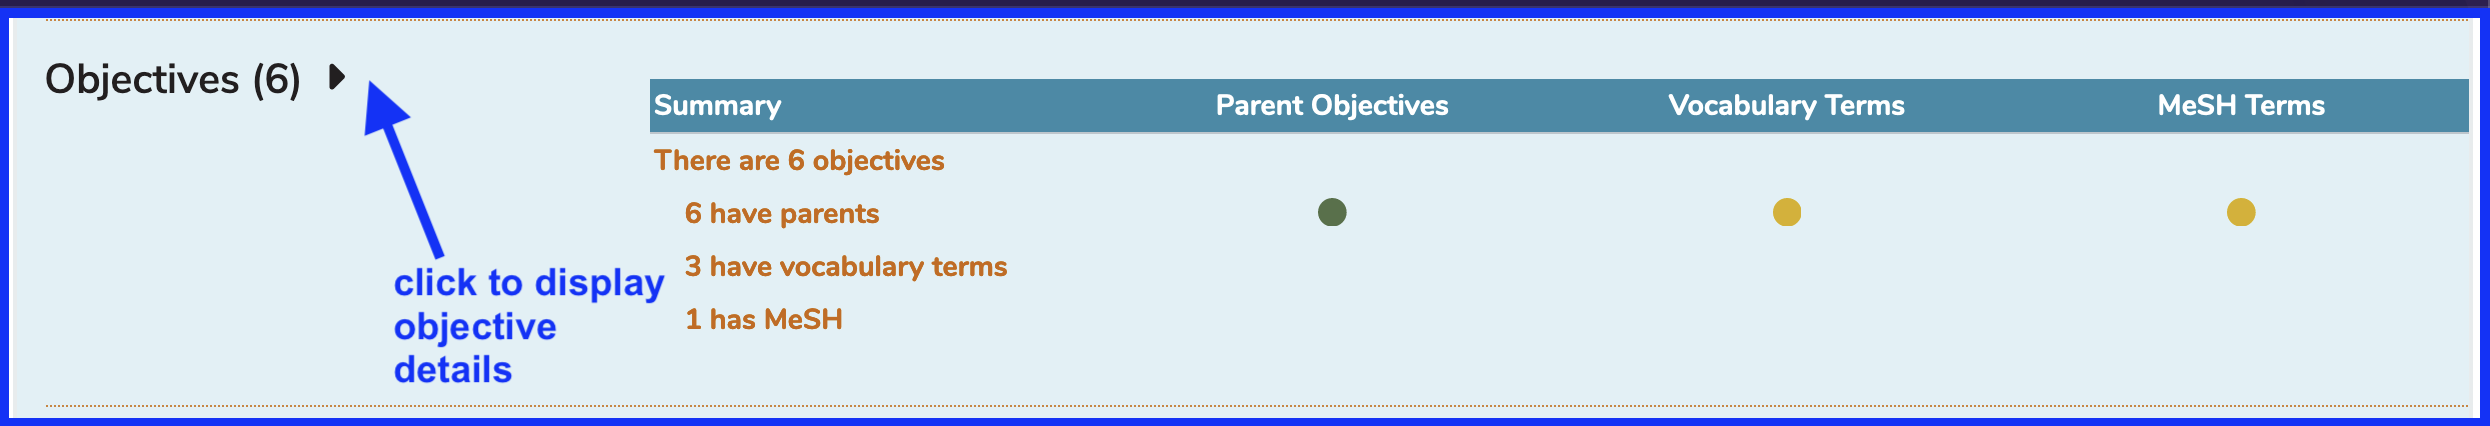 Objectives (6)
Summary Parent Objectives Vocabulary Terms MeSH Terms
There are 6 objectives
6 have parents
3 have vocabulary terms
1 has MeSH
click to display
objective
details